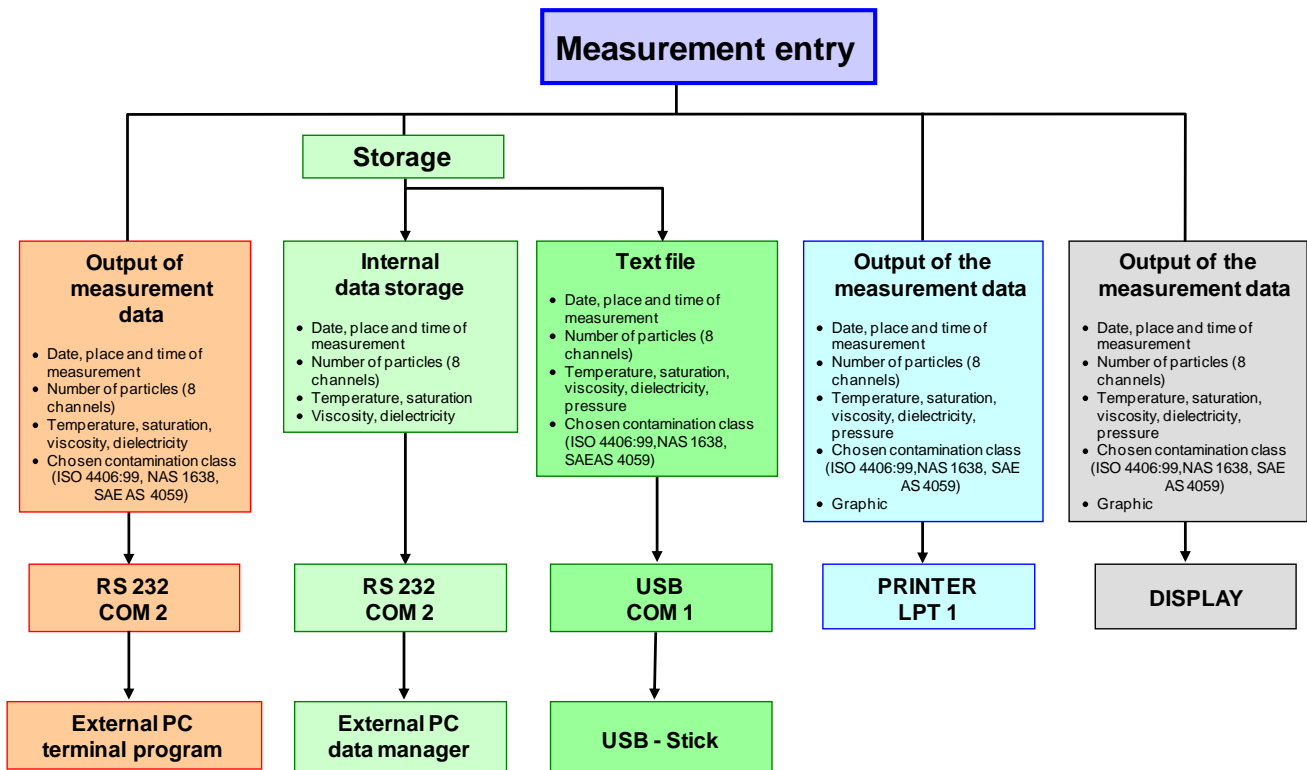 Measurement entry
Storage
Output of
measurement
data
• Date, place and time of
measurement
• Number of particles (8
channels)
• Temperature, saturation,
viscosity, dielectricity
• Chosen contamination class
(ISO 4406:99, NAS 1638,
SAE AS 4059)
RS 232
COM 2
External PC
terminal program
Internal
data storage
• Date, place and time of
measurement
• Number of particles (8
channels)
• Temperature, saturation
• Viscosity, dielectricity
RS 232
COM 2
External PC
data manager
Text file
• Date, place and time of
measurement
• Number of particles (8
channels)
• Temperature, saturation,
viscosity, dielectricity,
pressure
• Chosen contamination class
(ISO 4406:99,NAS 1638,
SAEAS 4059)
USB
COM 1
USB - Stick
Output of the
measurement data
• Date, place and time of
measurement
• Number of particles (8
channels)
• Temperature, saturation,
viscosity, dielectricity,
pressure
• Chosen contamination class
(ISO 4406:99,NAS 1638, SAE
AS 4059)
• Graphic
PRINTER
LPT 1
Output of the
measurement data
• Date, place and time of
measurement
• Number of particles (8
channels)
• Temperature, saturation,
viscosity, dielectricity,
pressure
• Chosen contamination class
(ISO 4406:99,NAS 1638, SAE
AS 4059)
• Graphic
DISPLAY